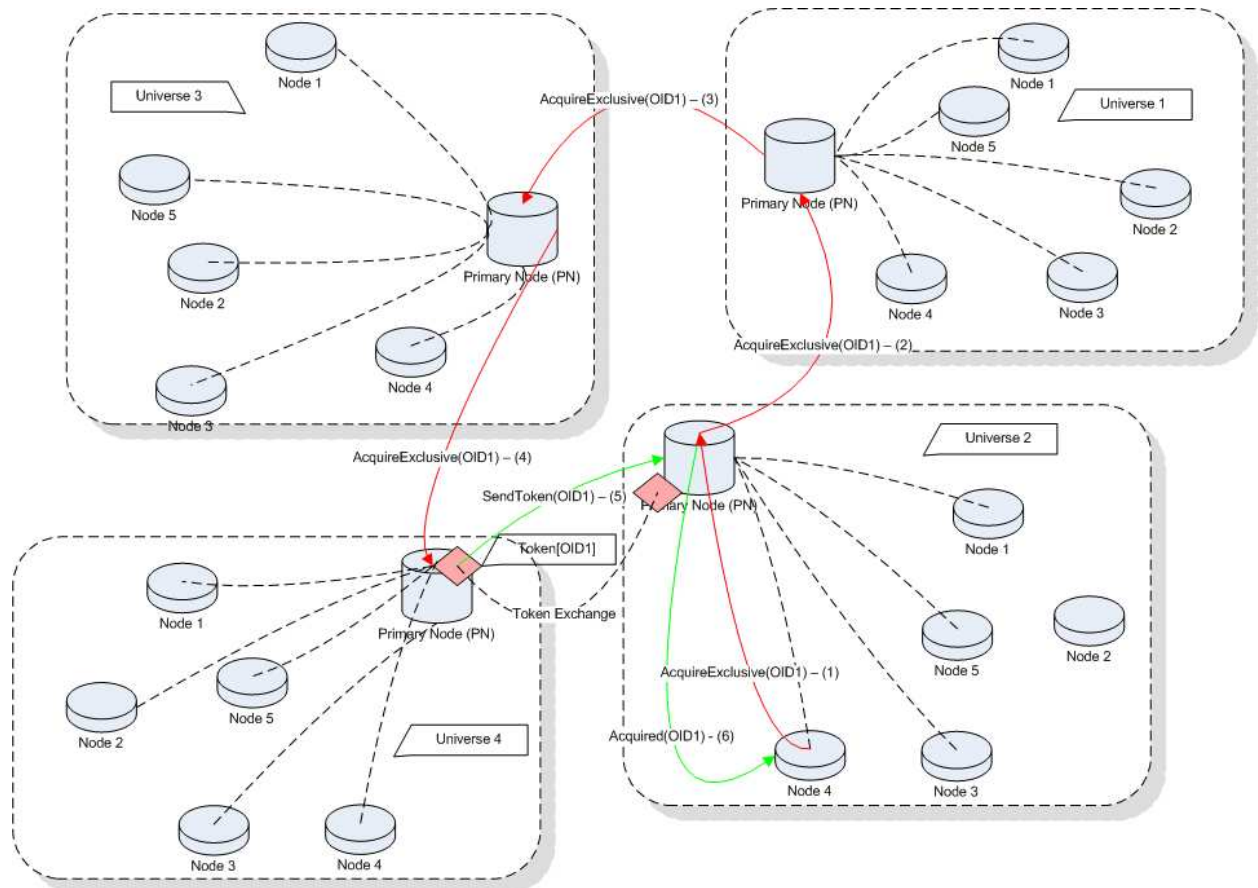 Node 1
Universe 3
Node 5
Node 2
Node 3
Node 4
Primary Node (PN)
AcquireExclusive(OID1) – (3)
Node 1
Universe 1
Node 5
Primary Node (PN)
Node 2
Node 4
Node 3
AcquireExclusive(OID1) – (2)
AcquireExclusive(OID1) – (4)
SendToken(OID1) – (5)
Universe 2
Primary Node (PN)
Node 1
Node 5
Node 2
AcquireExclusive(OID1) – (1)
Acquired(OID1) - (6)
Node 4
Node 3
Token[OID1]
Token Exchange
Primary Node (PN)
Node 1
Node 5
Node 2
Universe 4
Node 3
Node 4